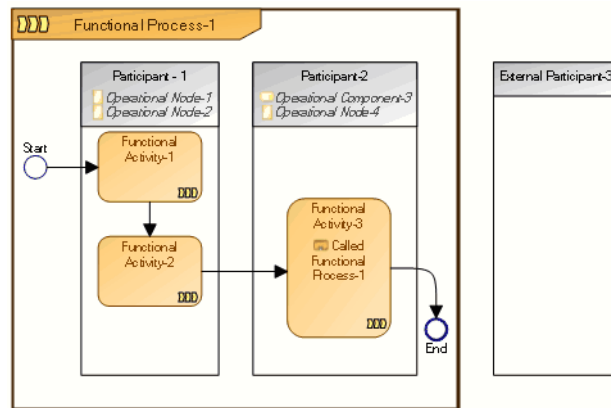 Functional Process-1
Participant - 1
Operational Node-1
Operational Node-2
Participant-2
Operational Component-3
Operational Node-4
External Participant-3
Start
Functional
Activity-1
Functional
Activity-2
Functional
Activity-3
Called
Functional
Process-1
End